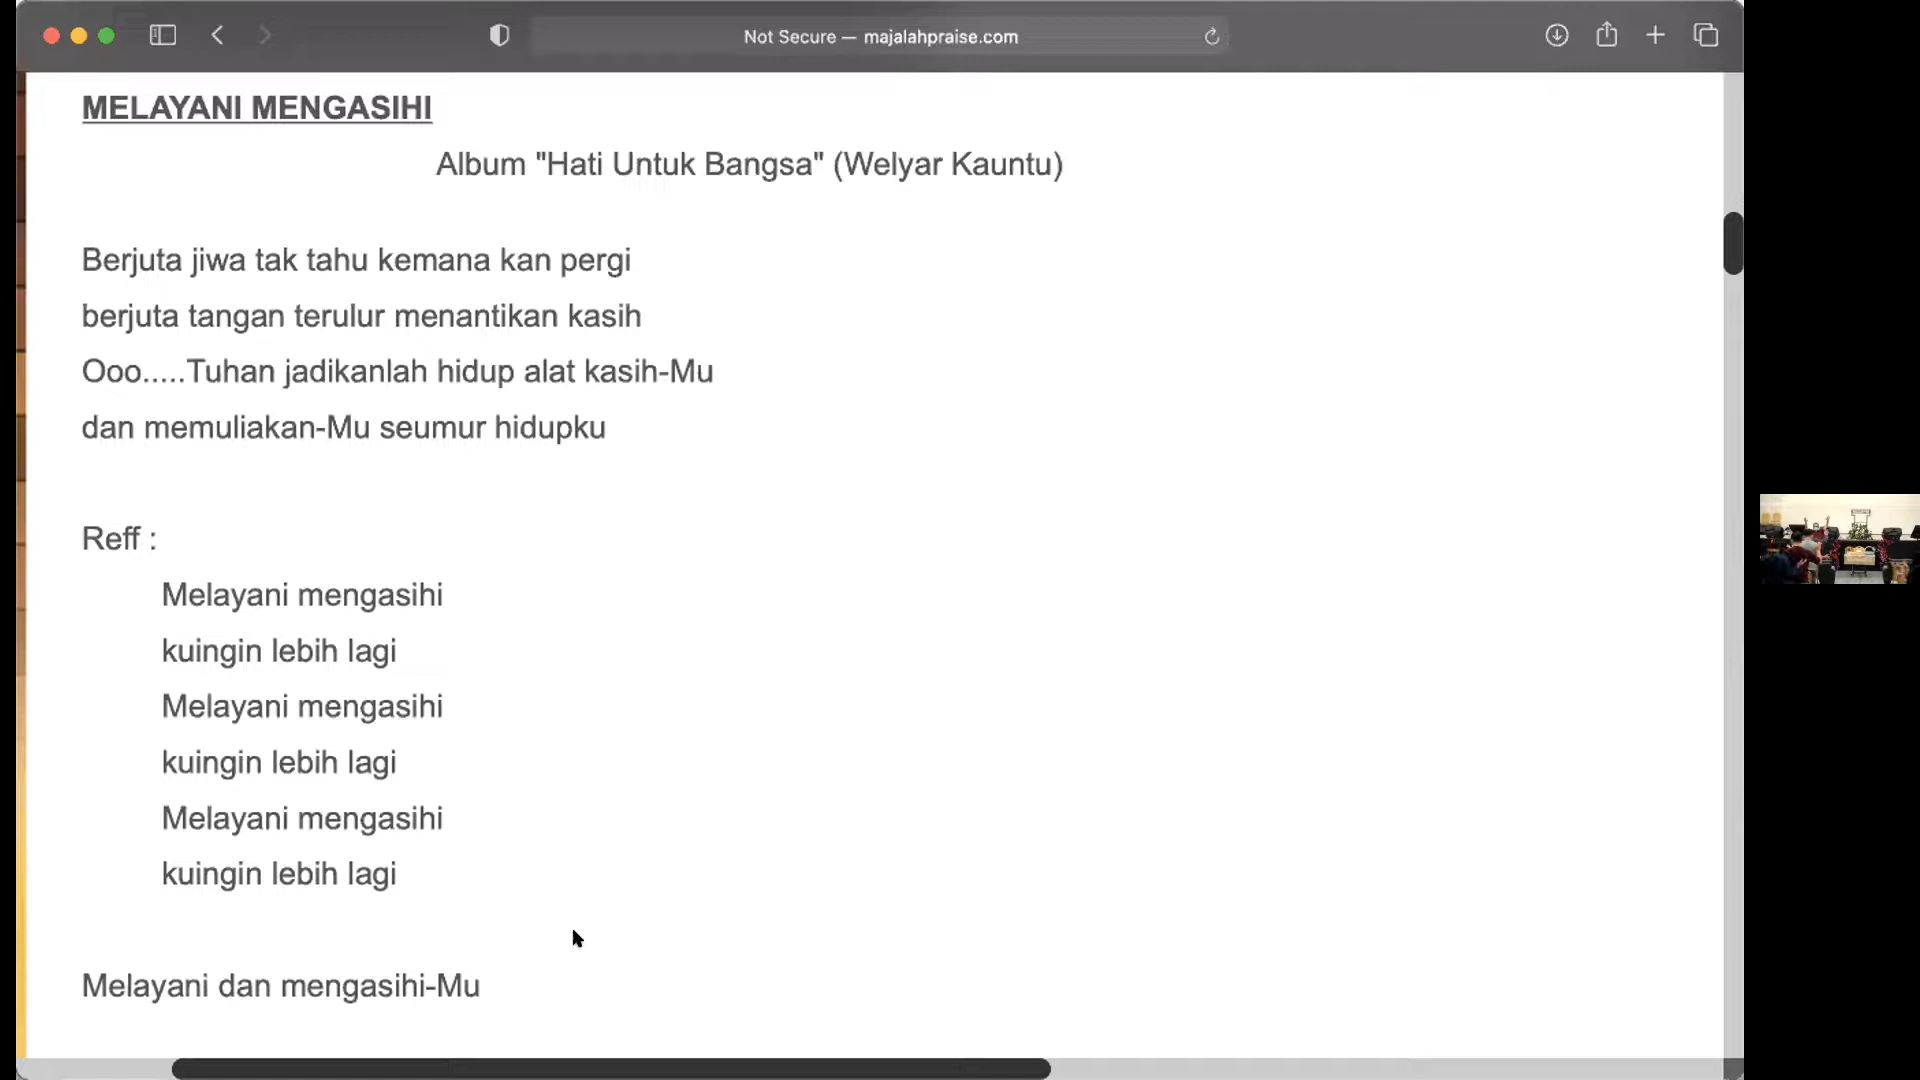 Not Secure — majalahpraise.com
MELAYANI MENGASIHI
Album "Hati Untuk Bangsa" (Welyar Kauntu)
Berjuta jiwa tak tahu kemana kan pergi
berjuta tangan terulur menantikan kasih
Ooo.....Tuhan jadikanlah hidup alat kasih-Mu
dan memuliakan-Mu seumur hidupku
Reff :
Melayani mengasihi
kuingin lebih lagi
Melayani mengasihi
kuingin lebih lagi
Melayani mengasihi
kuingin lebih lagi
Melayani dan mengasihi-Mu